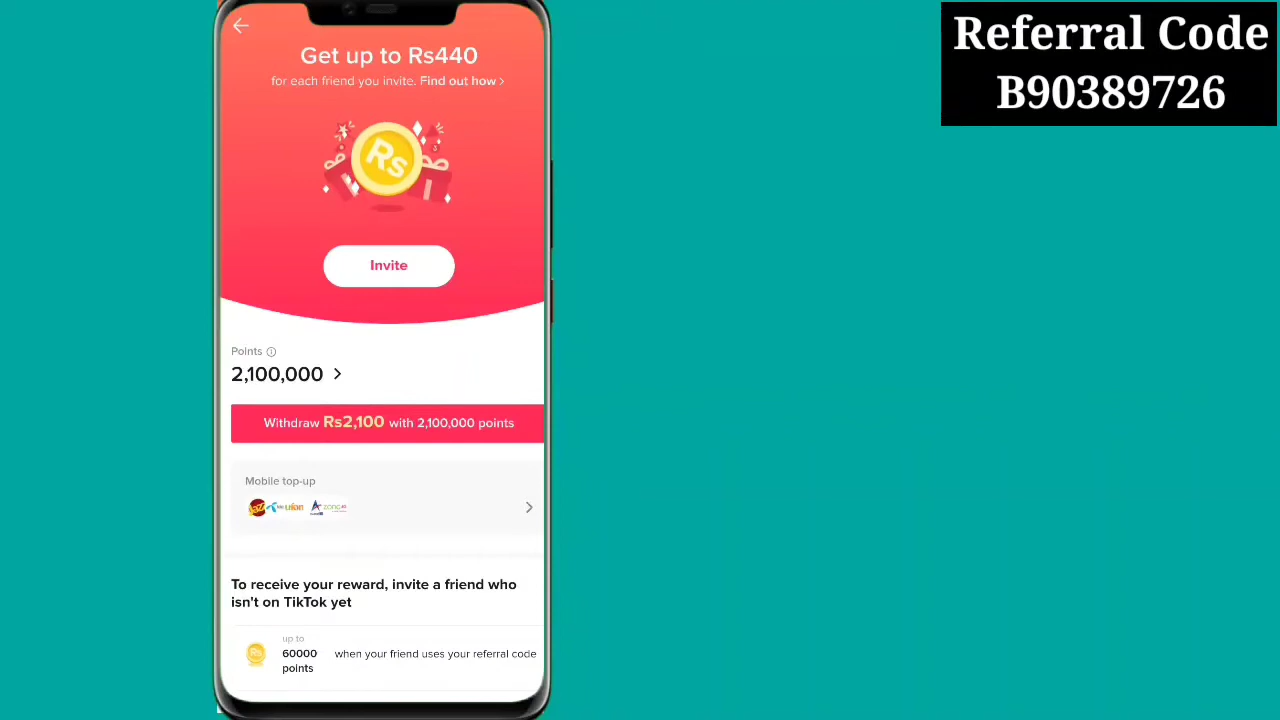 Referral Code
B90389726
Get up to Rs440
for each friend you invite. Find out how >
Rs
Invite
Points
2,100,000 >
Withdraw Rs2,100 with 2,100,000 points
Mobile top-up
To receive your reward, invite a friend who
isn't on TikTok yet
up to
60000
points
when your friend uses your referral code